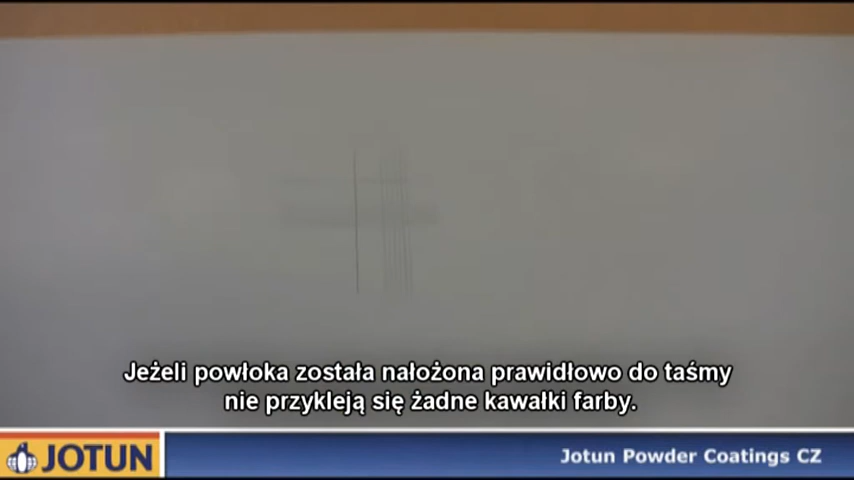 Jeżeli powłoka została nałożona prawidłowo do taśmy
nie przykleją się żadne kawałki farby.
JOTUN
Jotun Powder Coatings CZ